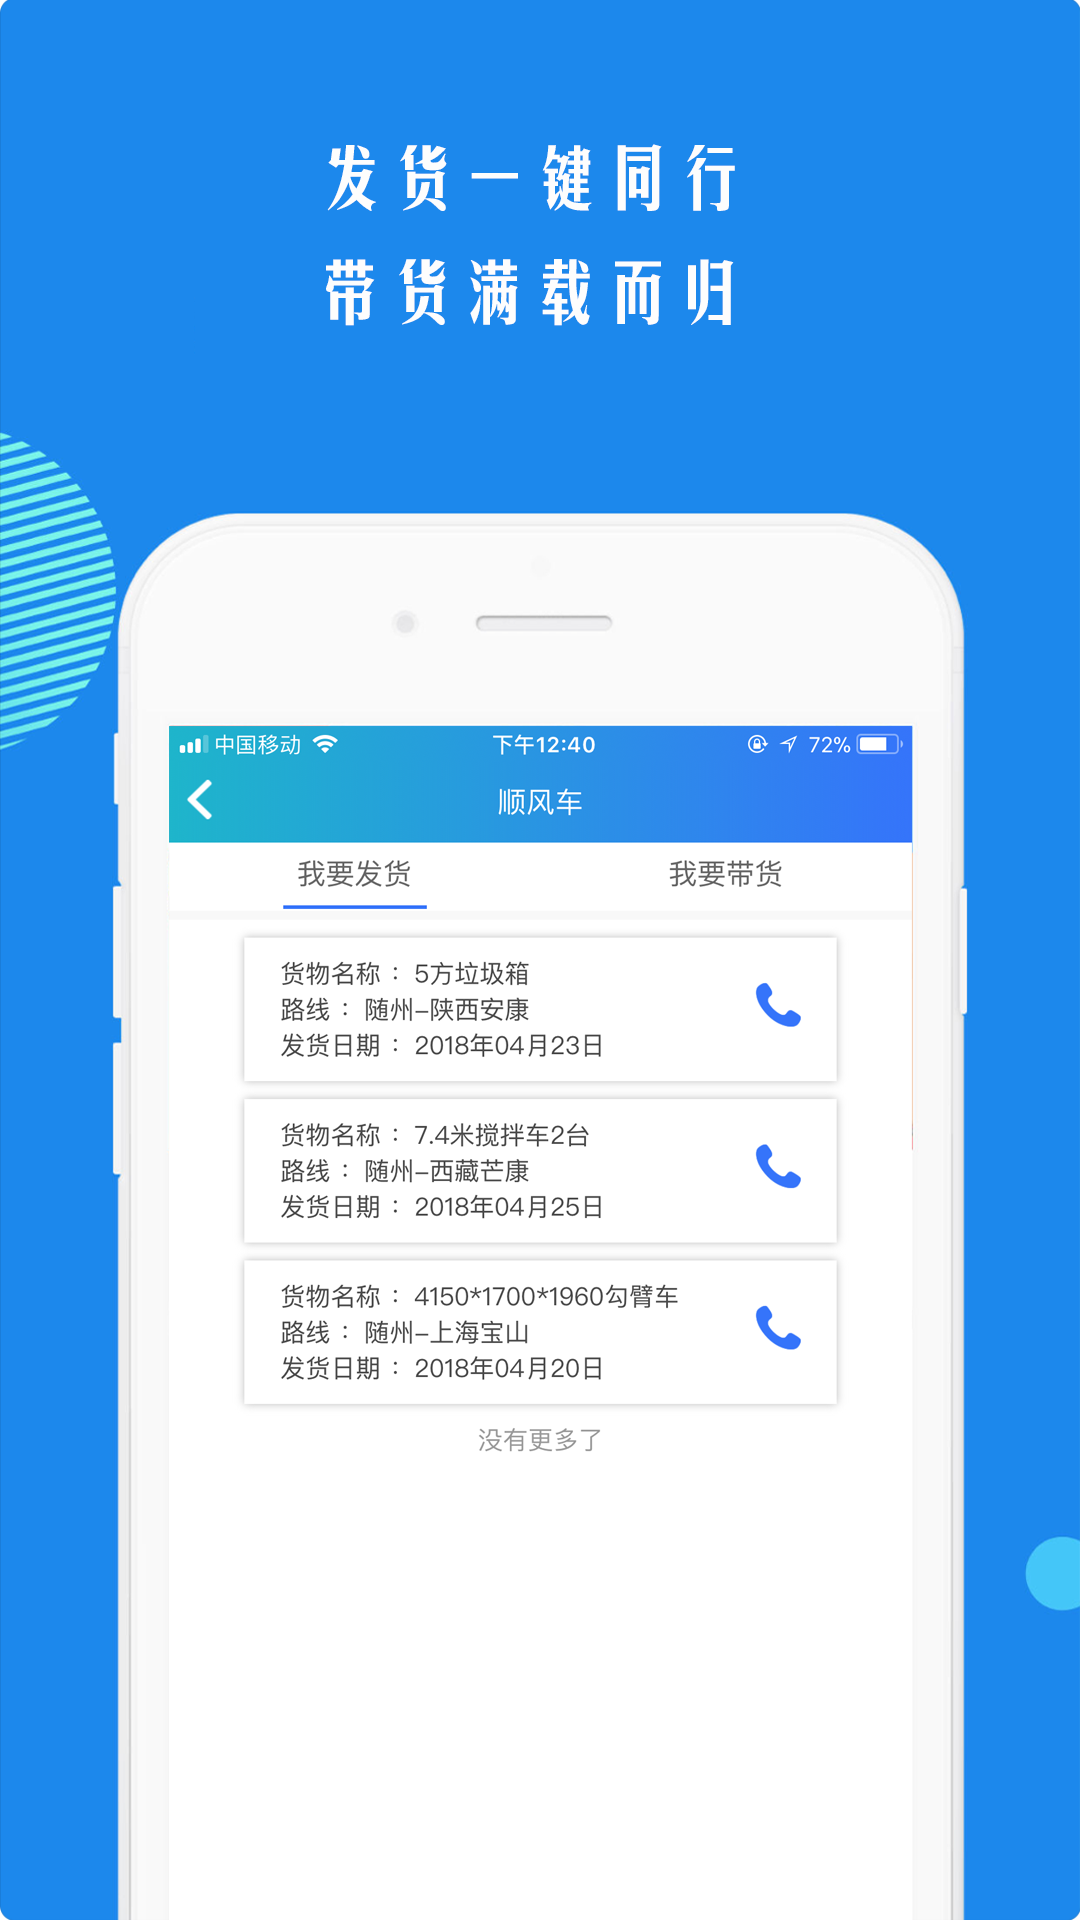 发货一键同行
带货满载而归
中国移动 下午12:40 72%
顺风车
我要发货 我要带货
货物名称： 5方垃圾箱
路线： 随州-陕西安康
发货日期： 2018年04月23日
货物名称： 7.4米搅拌车2台
路线： 随州-西藏芒康
发货日期： 2018年04月25日
货物名称： 4150*1700*1960勾臂车
路线： 随州-上海宝山
发货日期： 2018年04月20日
没有更多了